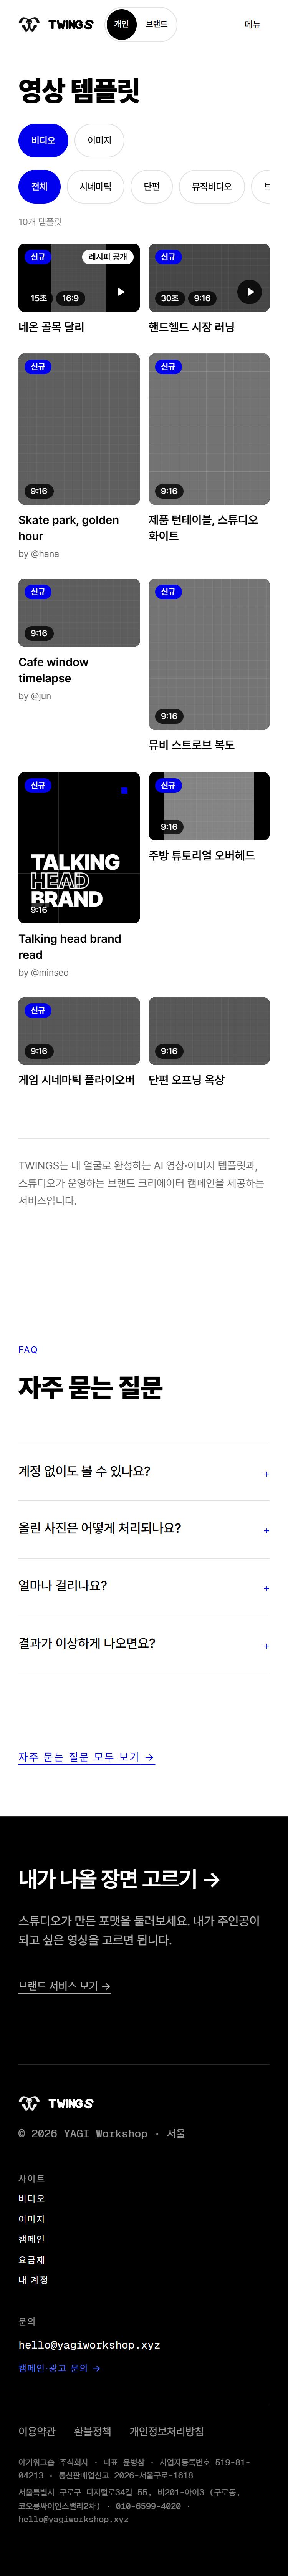 TWINGS 개인 브랜드 메뉴
영상 템플릿
비디오 이미지
전체 시네마틱 단편 뮤직비디오
10개 템플릿
신규 레시피 공개
15초 16:9
네온 골목 달리
신규
30초 9:16
핸드헬드 시장 러닝
신규
9:16
Skate park, golden
hour
by @hana
신규
9:16
제품 턴테이블, 스튜디오
화이트
신규
9:16
Cafe window
timelapse
by @jun
신규
9:16
뮤비 스트로브 복도
신규
TALKING
HEAD
BRAND
9:16
Talking head brand
read
by @minseo
신규
9:16
주방 튜토리얼 오버헤드
신규
9:16
게임 시네마틱 플라이오버
9:16
단편 오프닝 옥상
TWINGS는 내 얼굴로 완성하는 AI 영상·이미지 템플릿과,
스튜디오가 운영하는 브랜드 크리에이터 캠페인을 제공하는
서비스입니다.
FAQ
자주 묻는 질문
계정 없이도 볼 수 있나요? +
올린 사진은 어떻게 처리되나요? +
얼마나 걸리나요? +
결과가 이상하게 나오면요? +
자주 묻는 질문 모두 보기 →
내가 나올 장면 고르기 →
스튜디오가 만든 포맷을 둘러보세요. 내가 주인공이
되고 싶은 영상을 고르면 됩니다.
브랜드 서비스 보기 →
TWINGS
© 2026 YAGI Workshop · 서울
사이트
비디오
이미지
캠페인
요금제
내 계정
문의
hello@yagiworkshop.xyz
캠페인·광고 문의 →
이용약관 환불정책 개인정보처리방침
야기워크숍 주식회사 · 대표 윤병삼 · 사업자등록번호 519-81-
04213 · 통신판매업신고 2026-서울구로-1618
서울특별시 구로구 디지털로34길 55, 비201-아이3 (구로동,
코오롱싸이언스밸리2차) · 010-6599-4020 ·
hello@yagiworkshop.xyz